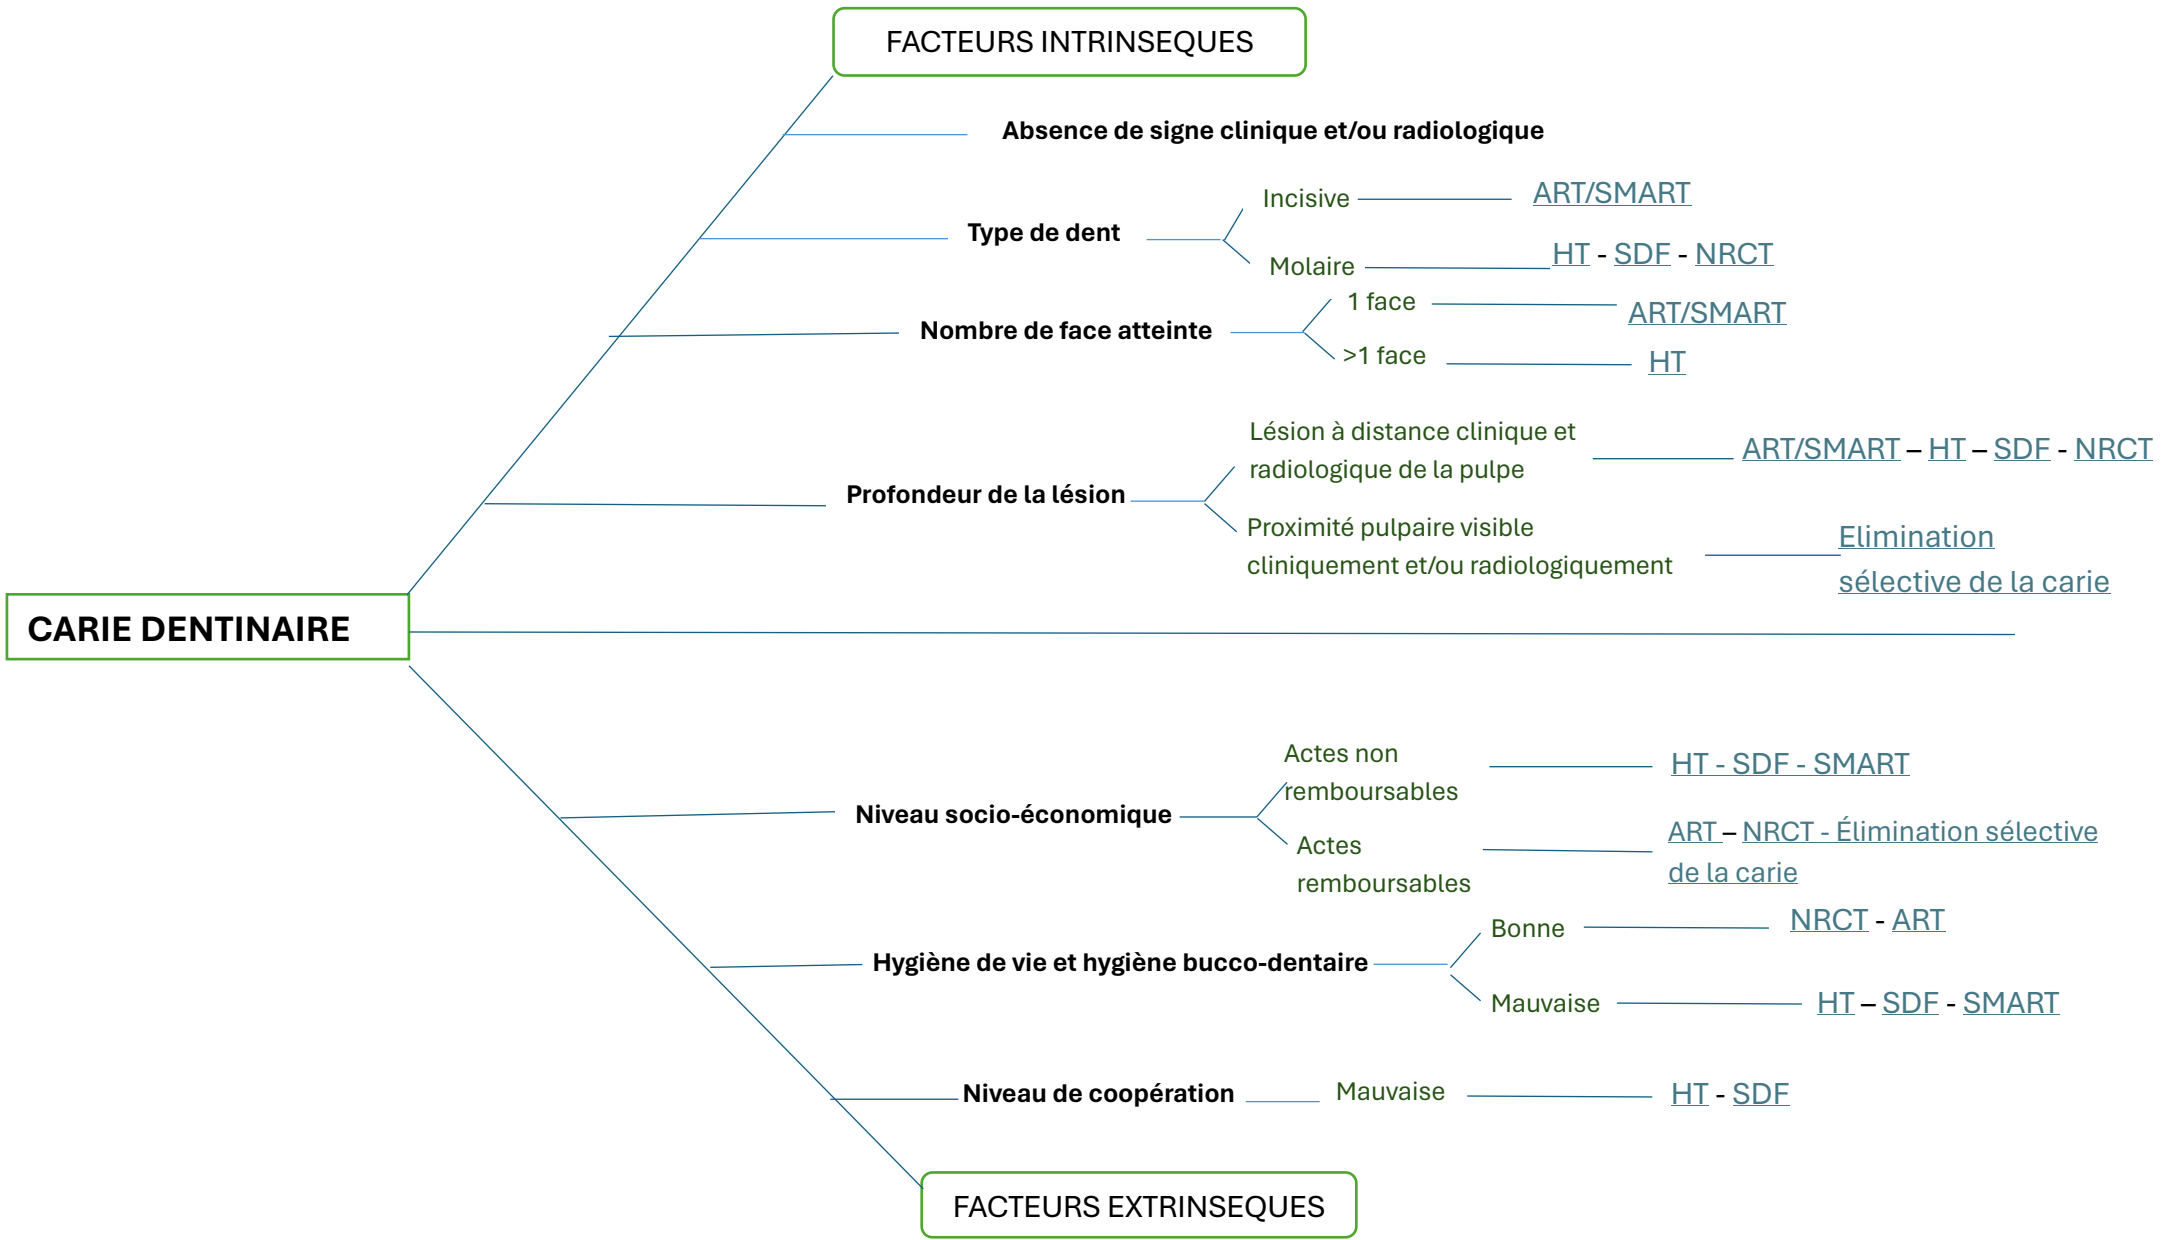 FACTEURS INTRINSEQUES
Absence de signe clinique et/ou radiologique
Type de dent
Incisive
ART/SMART
Molaire
HT - SDF - NRCT
Nombre de face atteinte
1 face
ART/SMART
>1 face
HT
Profondeur de la lésion
Lésion à distance clinique et
radiologique de la pulpe
ART/SMART – HT – SDF - NRCT
Proximité pulpaire visible
cliniquement et/ou radiologiquement
Elimination
sélective de la carie
CARIE DENTINAIRE
Niveau socio-économique
Actes non
remboursables
HT - SDF - SMART
Actes
remboursables
ART – NRCT - Élimination sélective
de la carie
Hygiène de vie et hygiène bucco-dentaire
Bonne
NRCT - ART
Mauvaise
HT – SDF - SMART
Niveau de coopération
Mauvaise
HT - SDF
FACTEURS EXTRINSEQUES